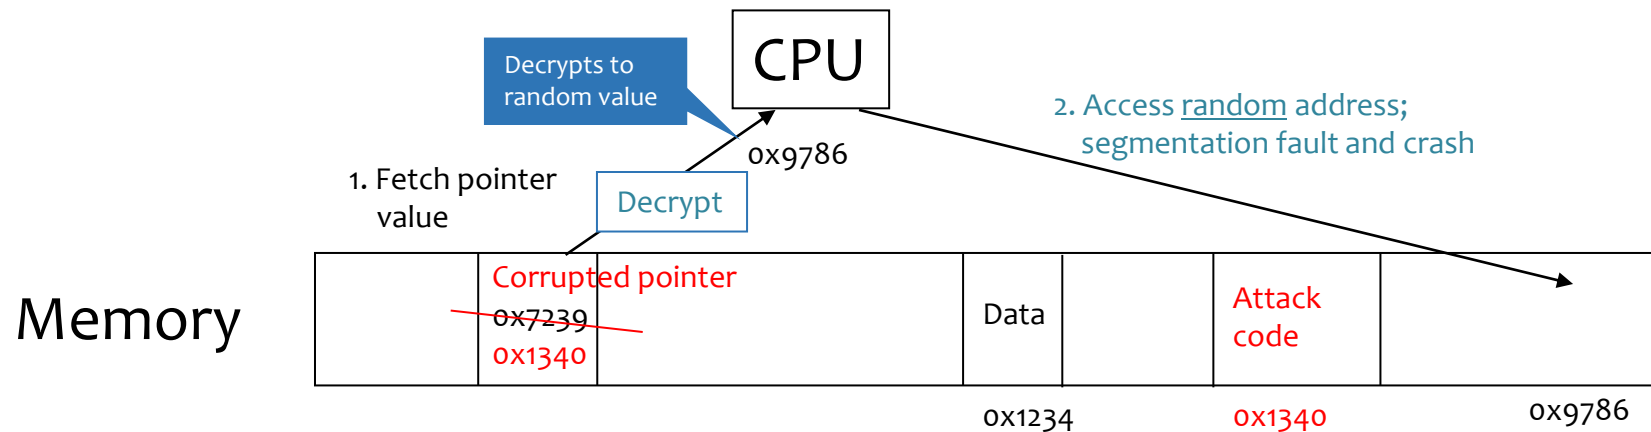 CPU
Decrypts to
random value
2. Access random address;
segmentation fault and crash
0x9786
1. Fetch pointer
value
Decrypt
Memory
Corrupted pointer
0x7239
0x1340
Data
Attack
code
0x1234
0x1340
0x9786